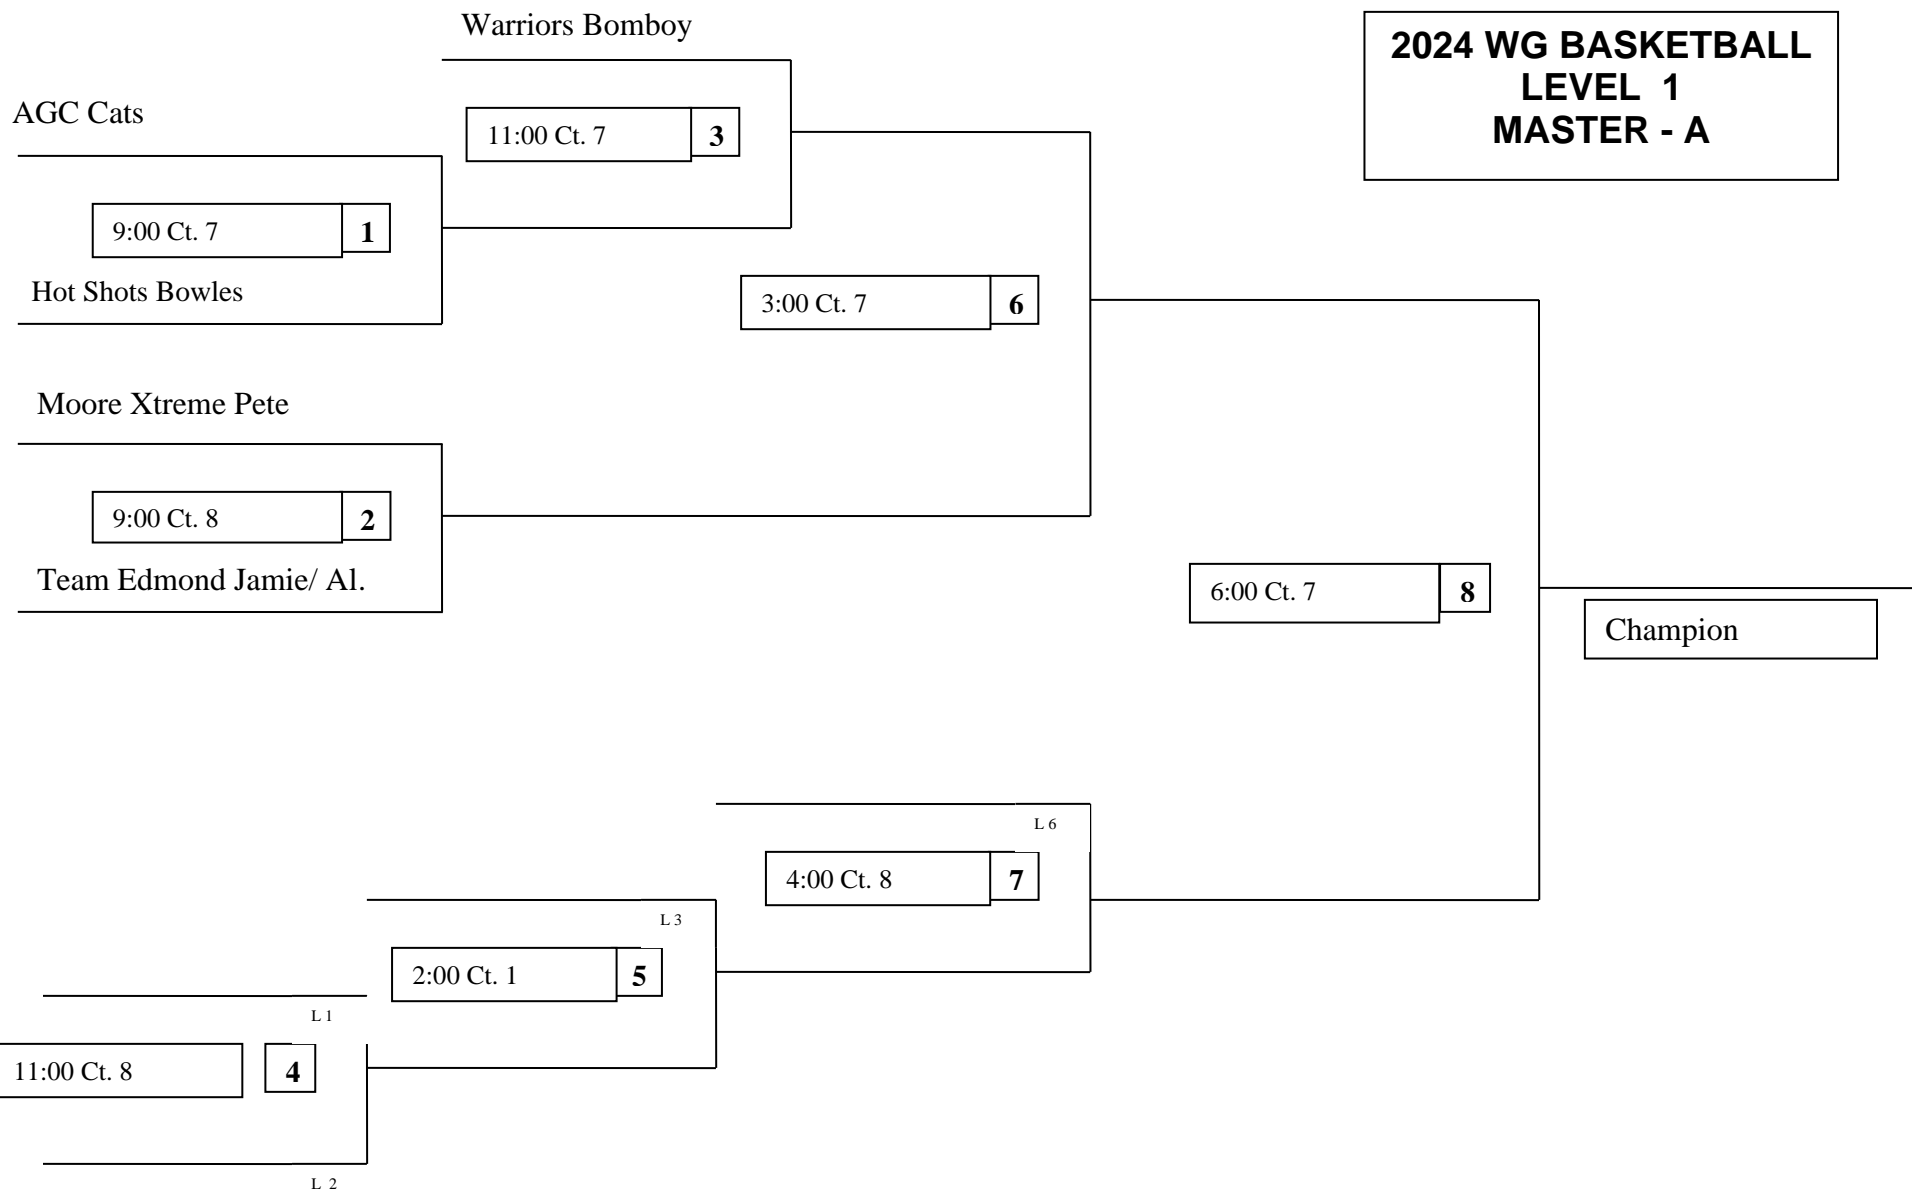 Warriors Bomboy
2024 WG BASKETBALL
LEVEL 1
MASTER - A
AGC Cats
11:00 Ct. 7
3
9:00 Ct. 7
1
Hot Shots Bowles
3:00 Ct. 7
6
Moore Xtreme Pete
9:00 Ct. 8
2
Team Edmond Jamie/ Al.
6:00 Ct. 7
8
Champion
L 6
4:00 Ct. 8
7
L 3
2:00 Ct. 1
5
L 1
11:00 Ct. 8
4
L 2